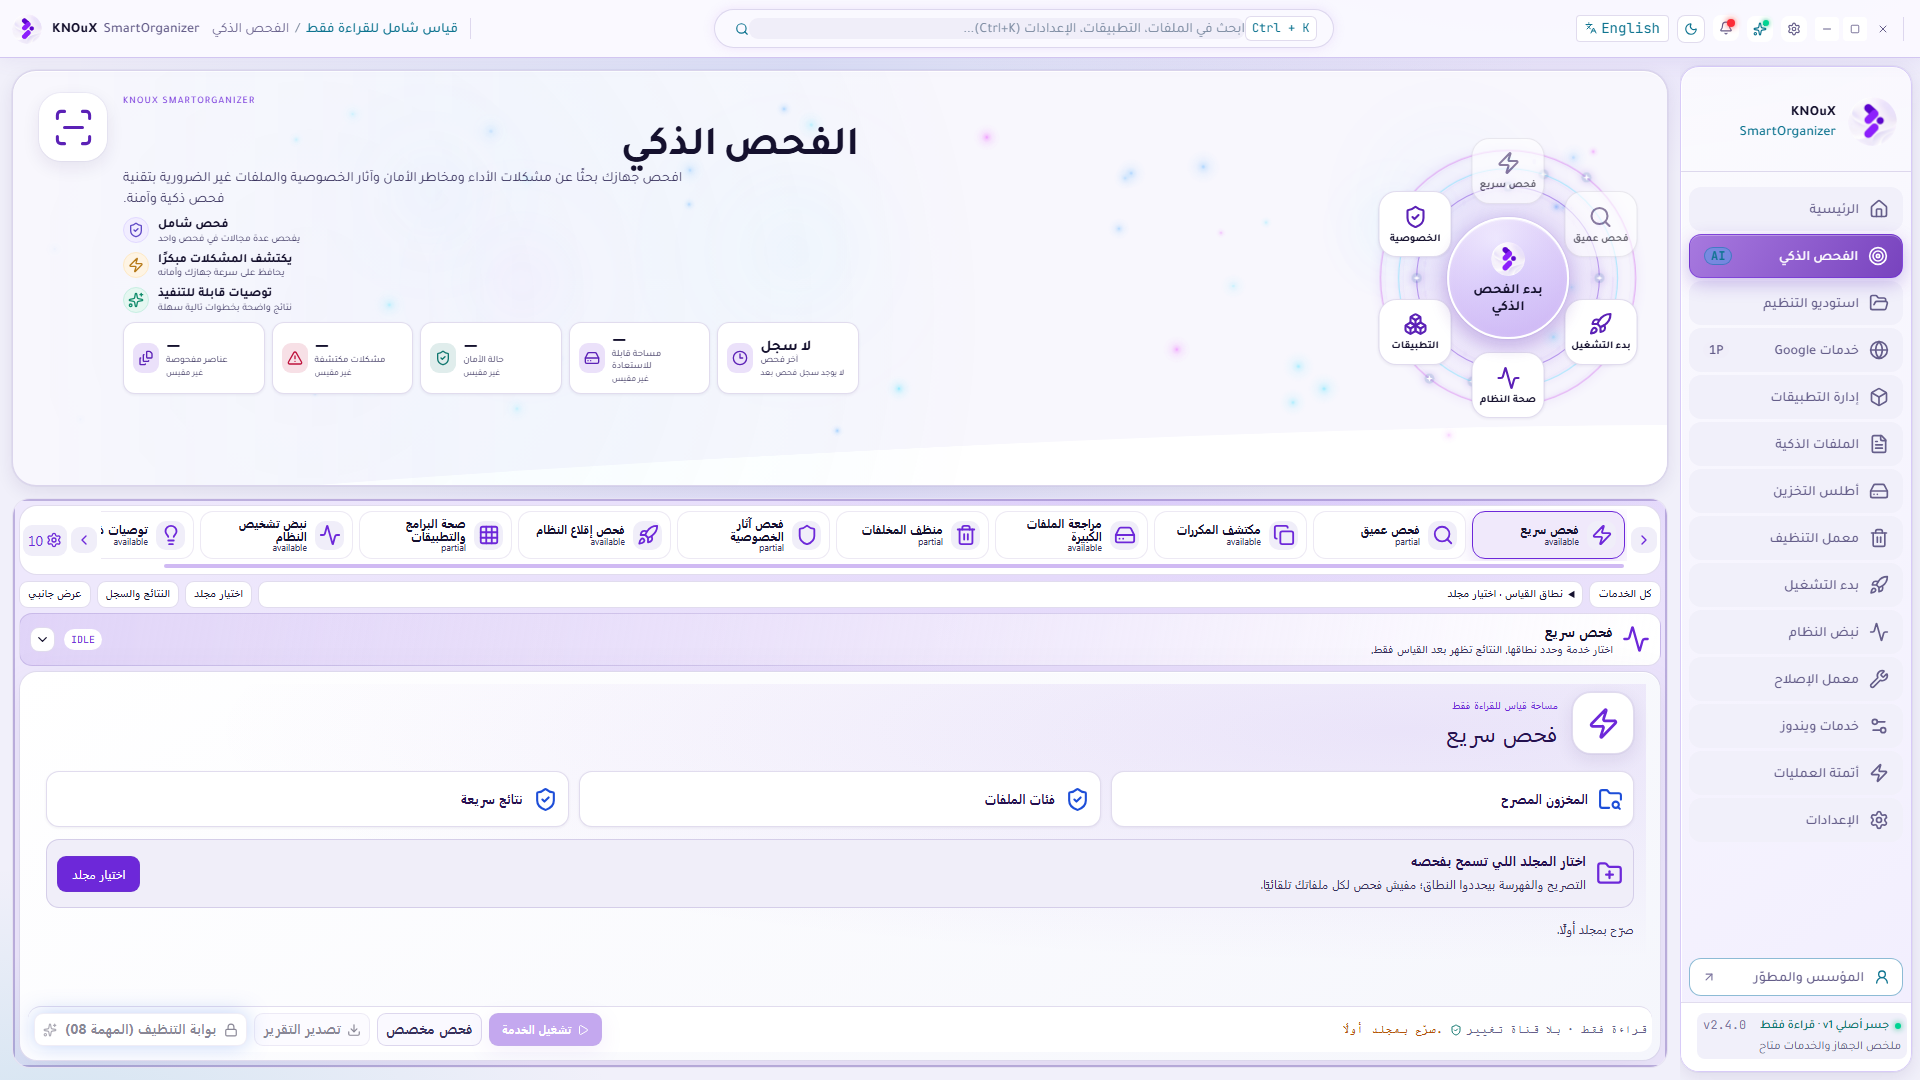 KNOuX SmartOrganizer
الفحص الذكي / قياس شامل للقراءة فقط
ابحث في الملفات، التطبيقات، الإعدادات (Ctrl+K)...
Ctrl + K
English
KNOuX
SmartOrganizer
الرئيسية
الفحص الذكي
AI
استوديو التنظيم
خدمات Google
1P
إدارة التطبيقات
الملفات الذكية
أطلس التخزين
معمل التنظيف
بدء التشغيل
نبض النظام
معمل الإصلاح
خدمات ويندوز
أتمتة العمليات
الإعدادات
المؤسس والمطوّر
جسر أصلي v1 · قراءة فقط
v2.4.0
ملخص الجهاز والخدمات متاح
KNOUX SMARTORGANIZER
الفحص الذكي
افحص جهازك بحثًا عن مشكلات الأداء ومخاطر الأمان وآثار الخصوصية والملفات غير الضرورية بتقنية
فحص ذكية وآمنة.
فحص شامل
يفحص عدة مجالات في فحص واحد
يكتشف المشكلات مبكرًا
يحافظ على سرعة جهازك وأمانه
توصيات قابلة للتنفيذ
نتائج واضحة بخطوات تالية سهلة
لا سجل
آخر فحص
لا يوجد سجل فحص بعد
—
مساحة قابلة
للاستعادة
غير مقيس
—
حالة الأمان
غير مقيس
—
مشكلات مكتشفة
غير مقيس
—
عناصر مفحوصة
غير مقيس
فحص سريع
فحص عميق
الخصوصية
بدء الفحص
الذكي
بدء التشغيل
التطبيقات
صحة النظام
فحص سريع
available
فحص عميق
partial
مكتشف المكررات
available
مراجعة الملفات
الكبيرة
available
منظف المخلفات
partial
فحص آثار
الخصوصية
partial
فحص إقلاع النظام
available
صحة البرامج
والتطبيقات
partial
نبض تشخيص
النظام
available
توصيات
available
10
كل الخدمات
◀ نطاق القياس · اختيار مجلد
اختيار مجلد
النتائج والسجل
عرض جانبي
فحص سريع
اختار خدمة وحدد نطاقها. النتائج تظهر بعد القياس فقط.
IDLE
مساحة قياس للقراءة فقط
فحص سريع
المخزون المصرح
فئات الملفات
نتائج سريعة
اختار المجلد اللي تسمح بفحصه
التصريح والفهرسة بيحددوا النطاق؛ مفيش فحص لكل ملفاتك تلقائيًا.
اختيار مجلد
صرّح بمجلد أولًا.
قراءة فقط · بلا قناة تغيير
صرّح بمجلد أولًا.
تشغيل الخدمة
فحص مخصص
تصدير التقرير
بوابة التنظيف (المهمة 08)